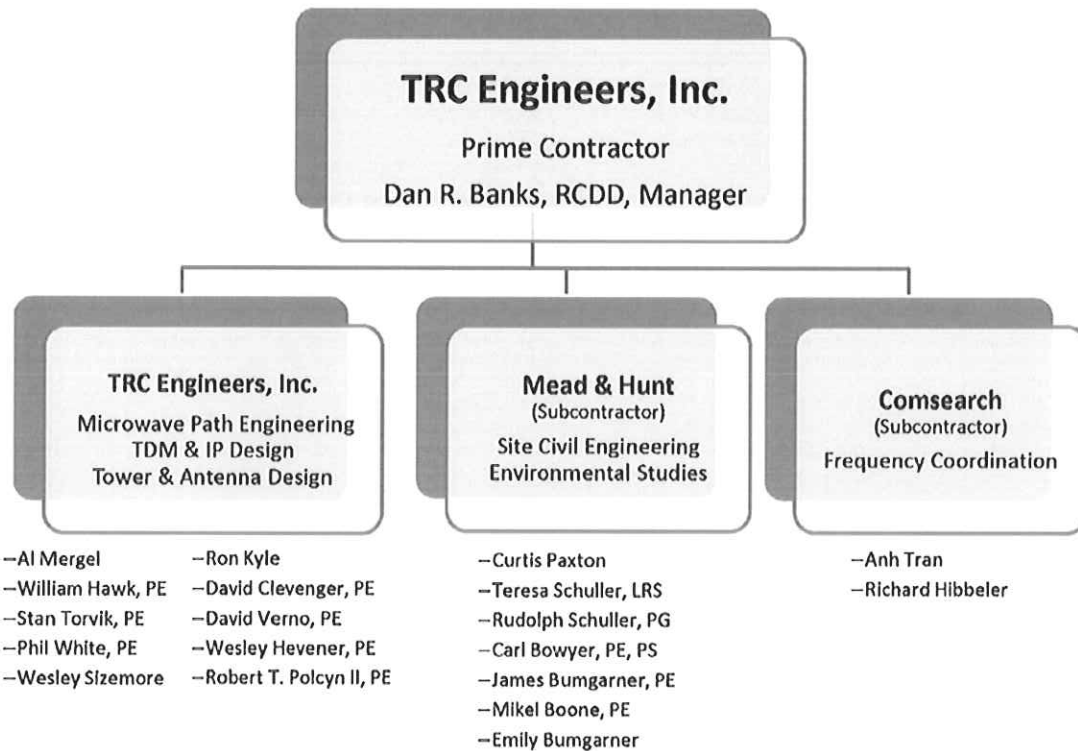 TRC Engineers, Inc.
Prime Contractor
Dan R. Banks, RCDD, Manager
TRC Engineers, Inc.
Microwave Path Engineering
TDM & IP Design
Tower & Antenna Design
—Al Mergel
—William Hawk, PE
—Stan Torvik, PE
—Phil White, PE
—Wesley Sizemore
—Ron Kyle
—David Clevenger, PE
—David Verno, PE
—Wesley Hevener, PE
—Robert T. Polcyn II, PE
Mead & Hunt
(Subcontractor)
Site Civil Engineering
Environmental Studies
—Curtis Paxton
—Teresa Schuller, LRS
—Rudolph Schuller, PG
—Carl Bowyer, PE, PS
—James Bumgarner, PE
—Mikel Boone, PE
—Emily Bumgarner
Comsearch
(Subcontractor)
Frequency Coordination
—Anh Tran
—Richard Hibbeler